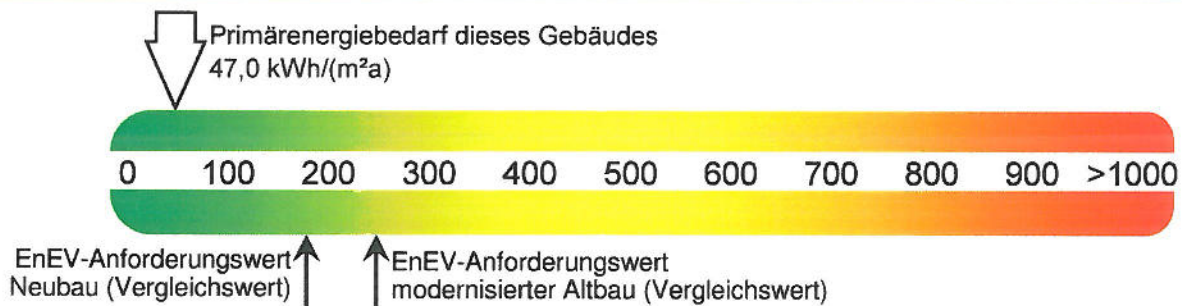 Primärenergiebedarf dieses Gebäudes
47,0 kWh/(m²a)
0 100 200 300 400 500 600 700 800 900 >1000
EnEV-Anforderungswert
Neubau (Vergleichswert)
EnEV-Anforderungswert
modernisierter Altbau (Vergleichswert)